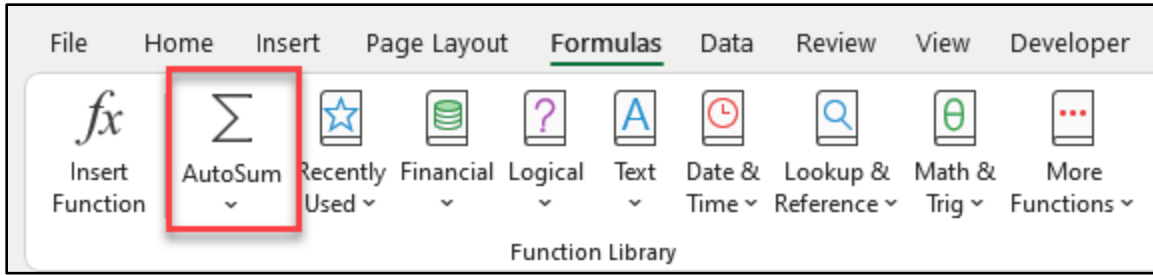 File Home Insert Page Layout Formulas Data Review View Developer
fx Σ ? A θ
Insert AutoSum Recently Financial Logical Text Date & Lookup & Math & More
Function Used Time Reference Trig Functions
Function Library